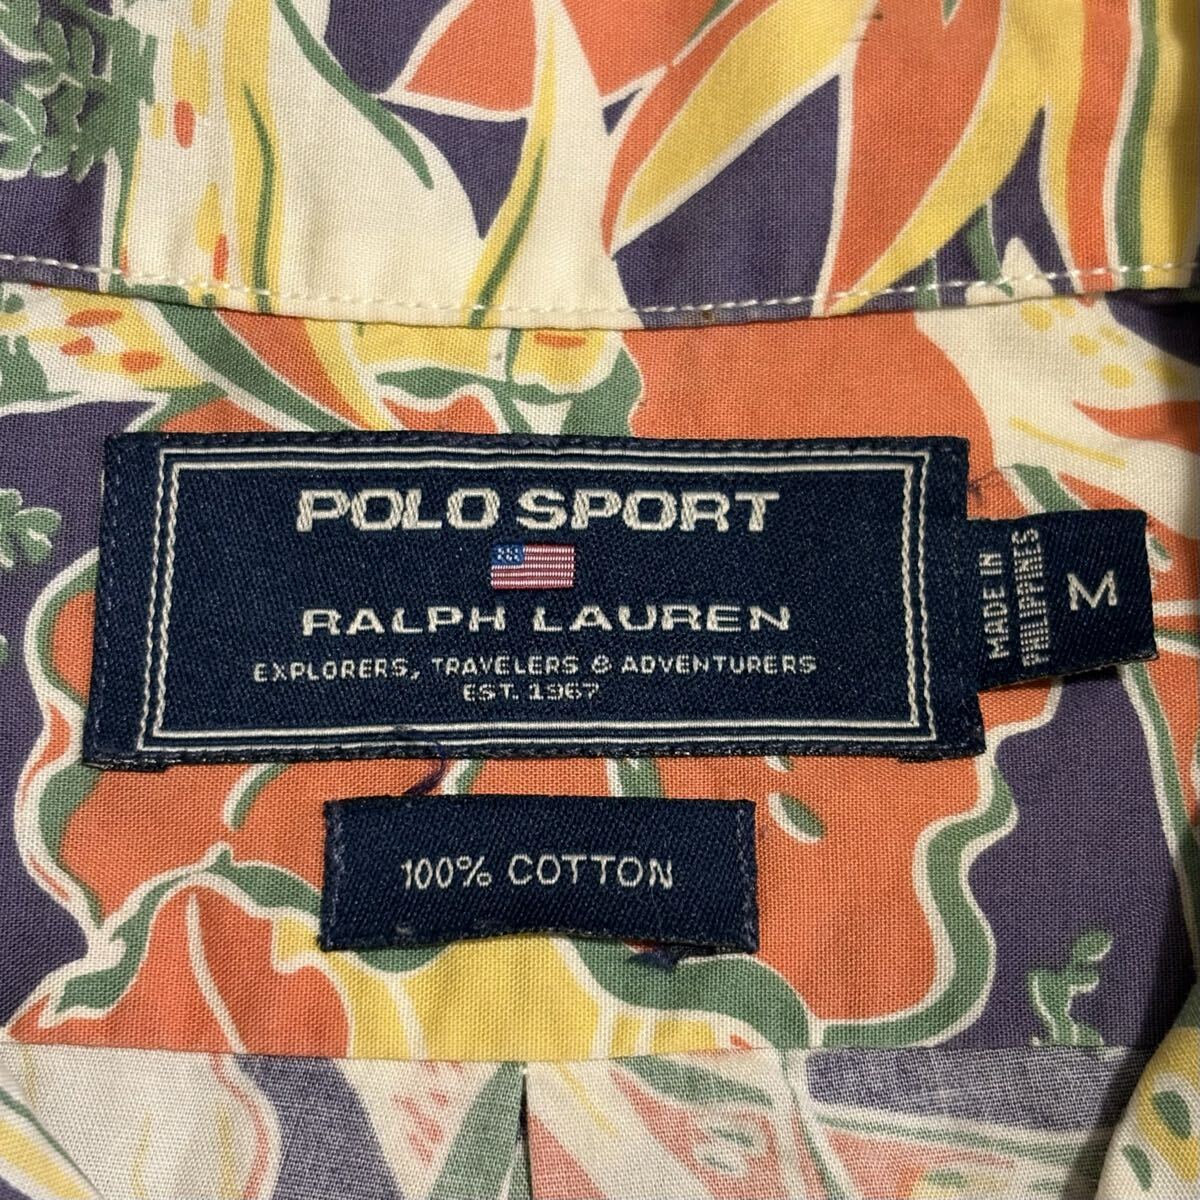 POLO SPORT
RALPH LAUREN
EXPLORERS, TRAVELERS & ADVENTURERS
EST. 1967
MADE IN
PHILIPPINES
M
100% COTTON